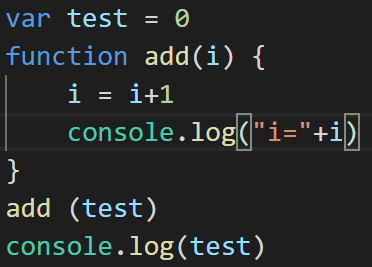 var test = 0
function add(i) {
    i = i+1
    console.log("i="+i)
}
add (test)
console.log(test)